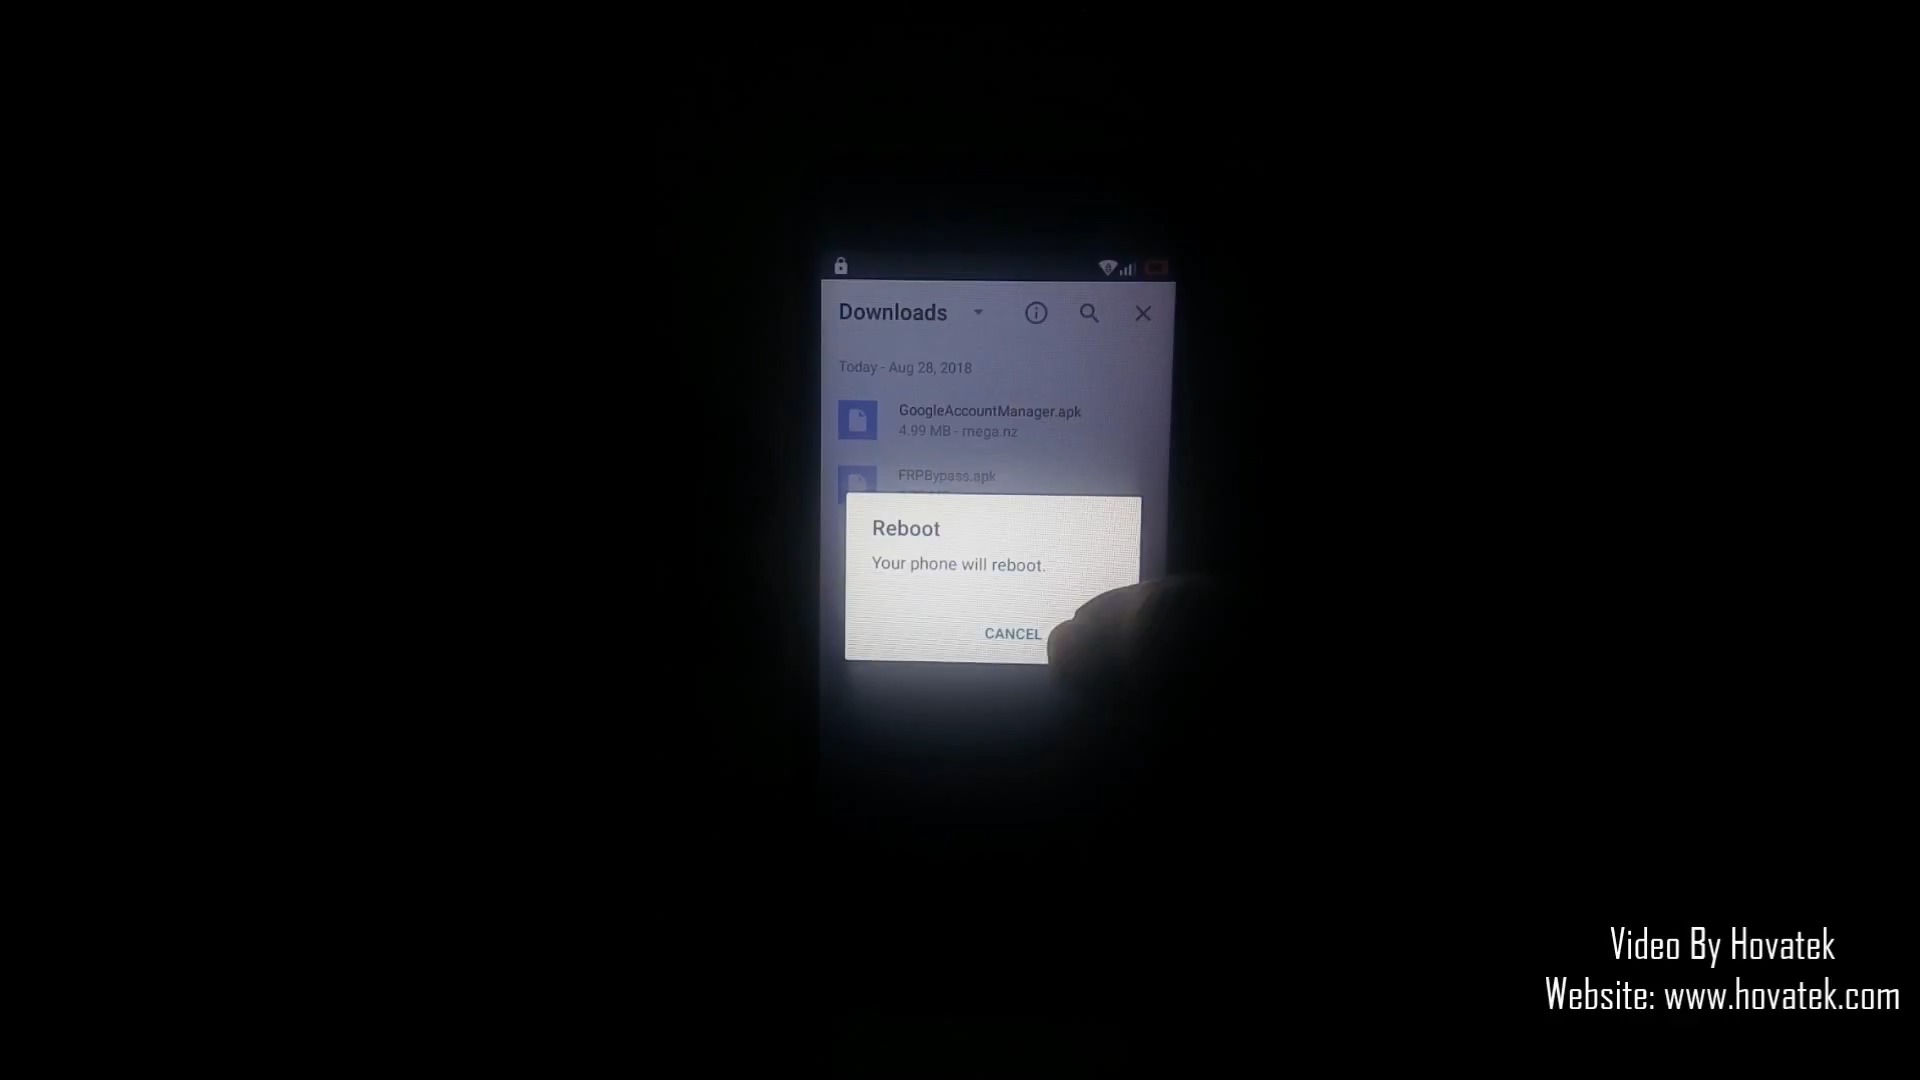 Downloads
Today - Aug 28, 2018
GoogleAccountManager.apk
4.99 MB - mega.nz
FRPBypass.apk
Reboot
Your phone will reboot.
CANCEL
Video By Hovatek
Website: www.hovatek.com